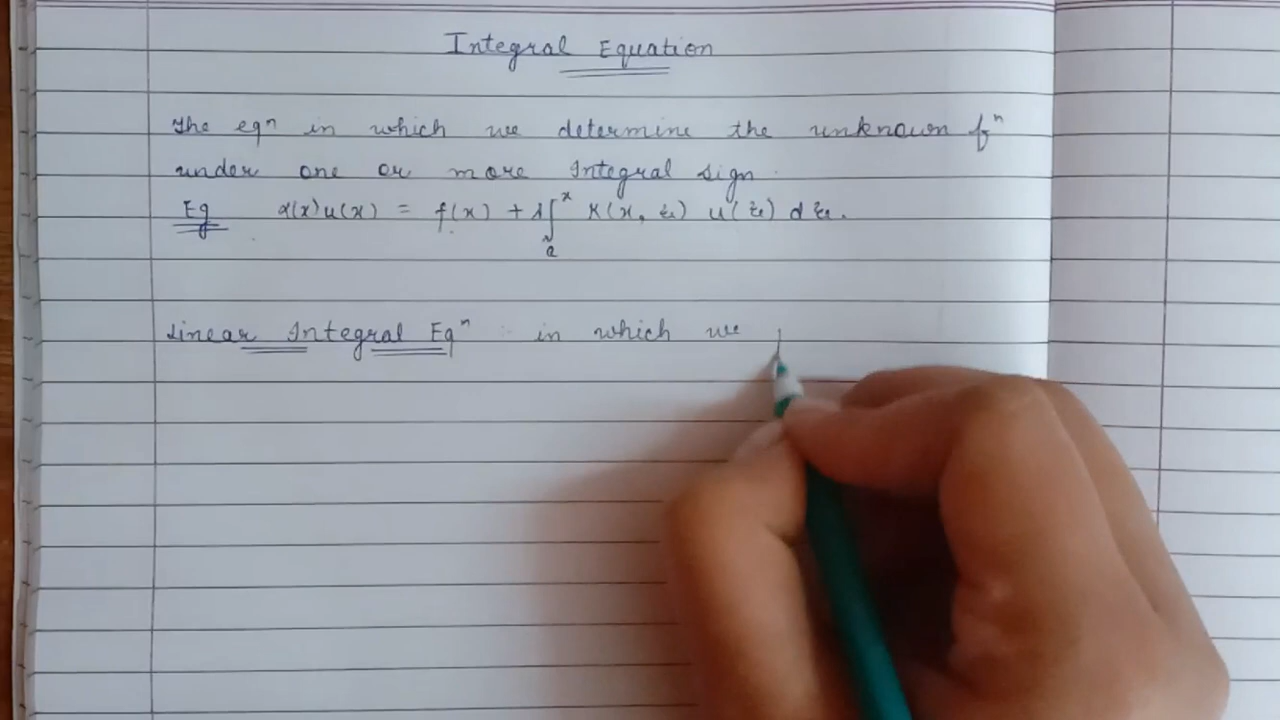 Integral Equation
The eqⁿ in which we determine the unknown fⁿ
under one or more Integral sign
Eg α(x)u(x) = f(x) + λ∫ₐˣ K(x, ξ) u(ξ) dξ.
Linear Integral Eqⁿ in which we